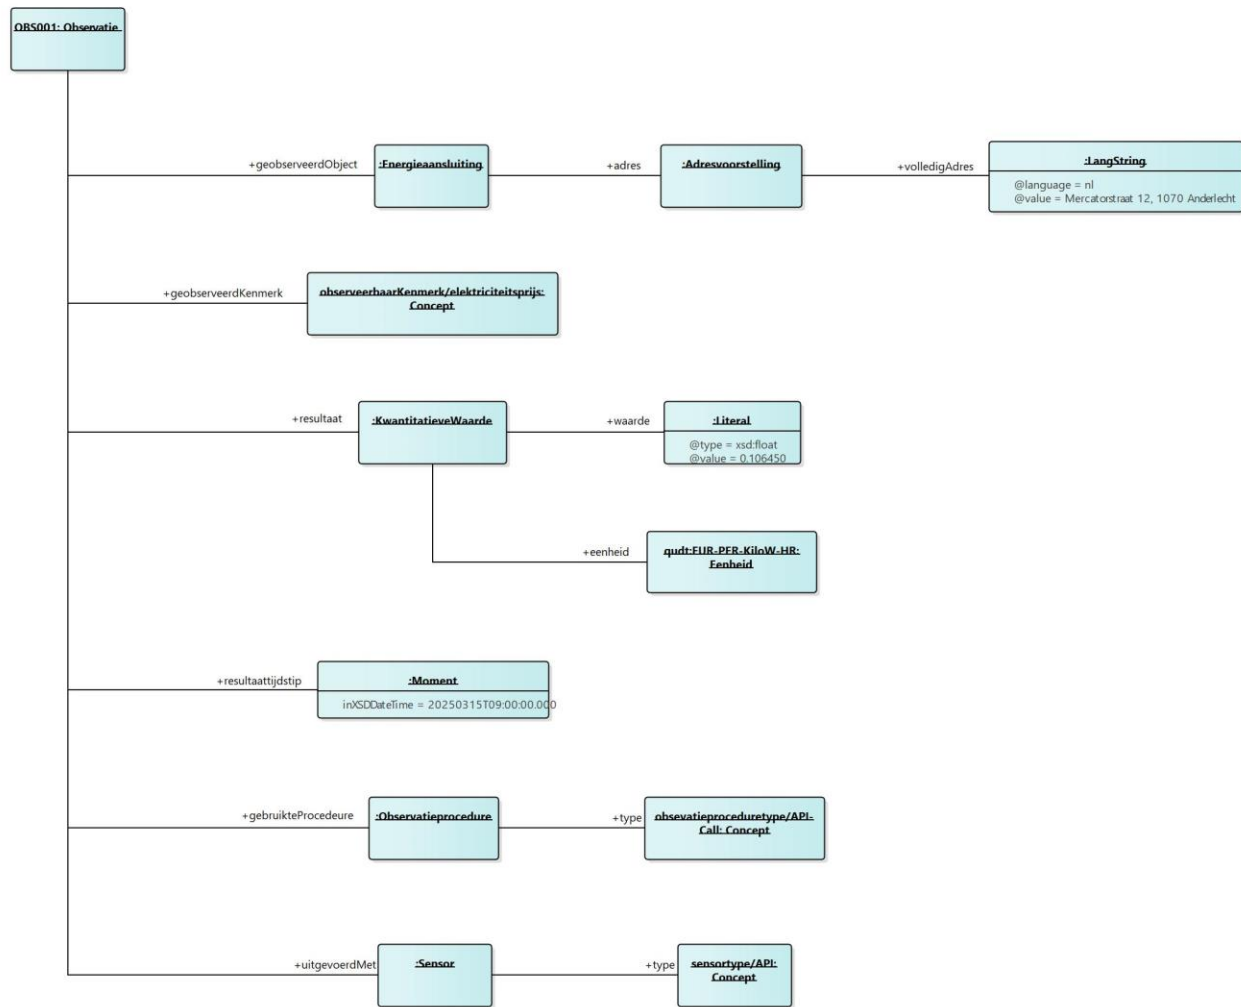 OBS001: Observatie
+geobserveerdObject
:Energieaansluiting
+adres
:Adresvoorstelling
+volledigAdres
:LangString
@language = nl
@value = Mercatorstraat 12, 1070 Anderlecht
+geobserveerdKenmerk
observeerbaarKenmerk/elektriciteitsprijs:
Concept
+resultaat
:KwantitatieveWaarde
+waarde
:Literal
@type = xsd:float
@value = 0.106450
+eenheid
qudt:EUR-PER-KiloW-HR:
Eenheid
+resultaattijdstip
:Moment
inXSDDateTime = 20250315T09:00:00.000
+gebruikteProcedeure
:Observatieprocedure
+type
obsevatieproceduretype/API-
Call: Concept
+uitgevoerdMet
:Sensor
+type
sensortype/API:
Concept